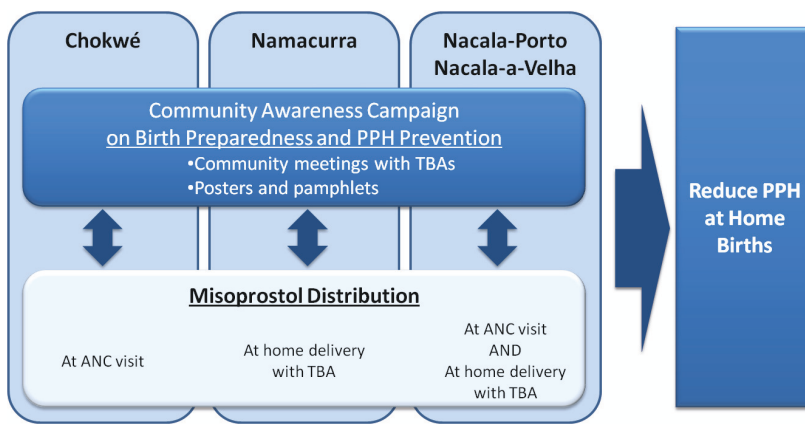 Chokwé
Namacurra
Nacala-Porto
Nacala-a-Velha
Community Awareness Campaign
on Birth Preparedness and PPH Prevention
•Community meetings with TBAs
•Posters and pamphlets
Misoprostol Distribution
At ANC visit
At home delivery
with TBA
At ANC visit
AND
At home delivery
with TBA
Reduce PPH
at Home
Births